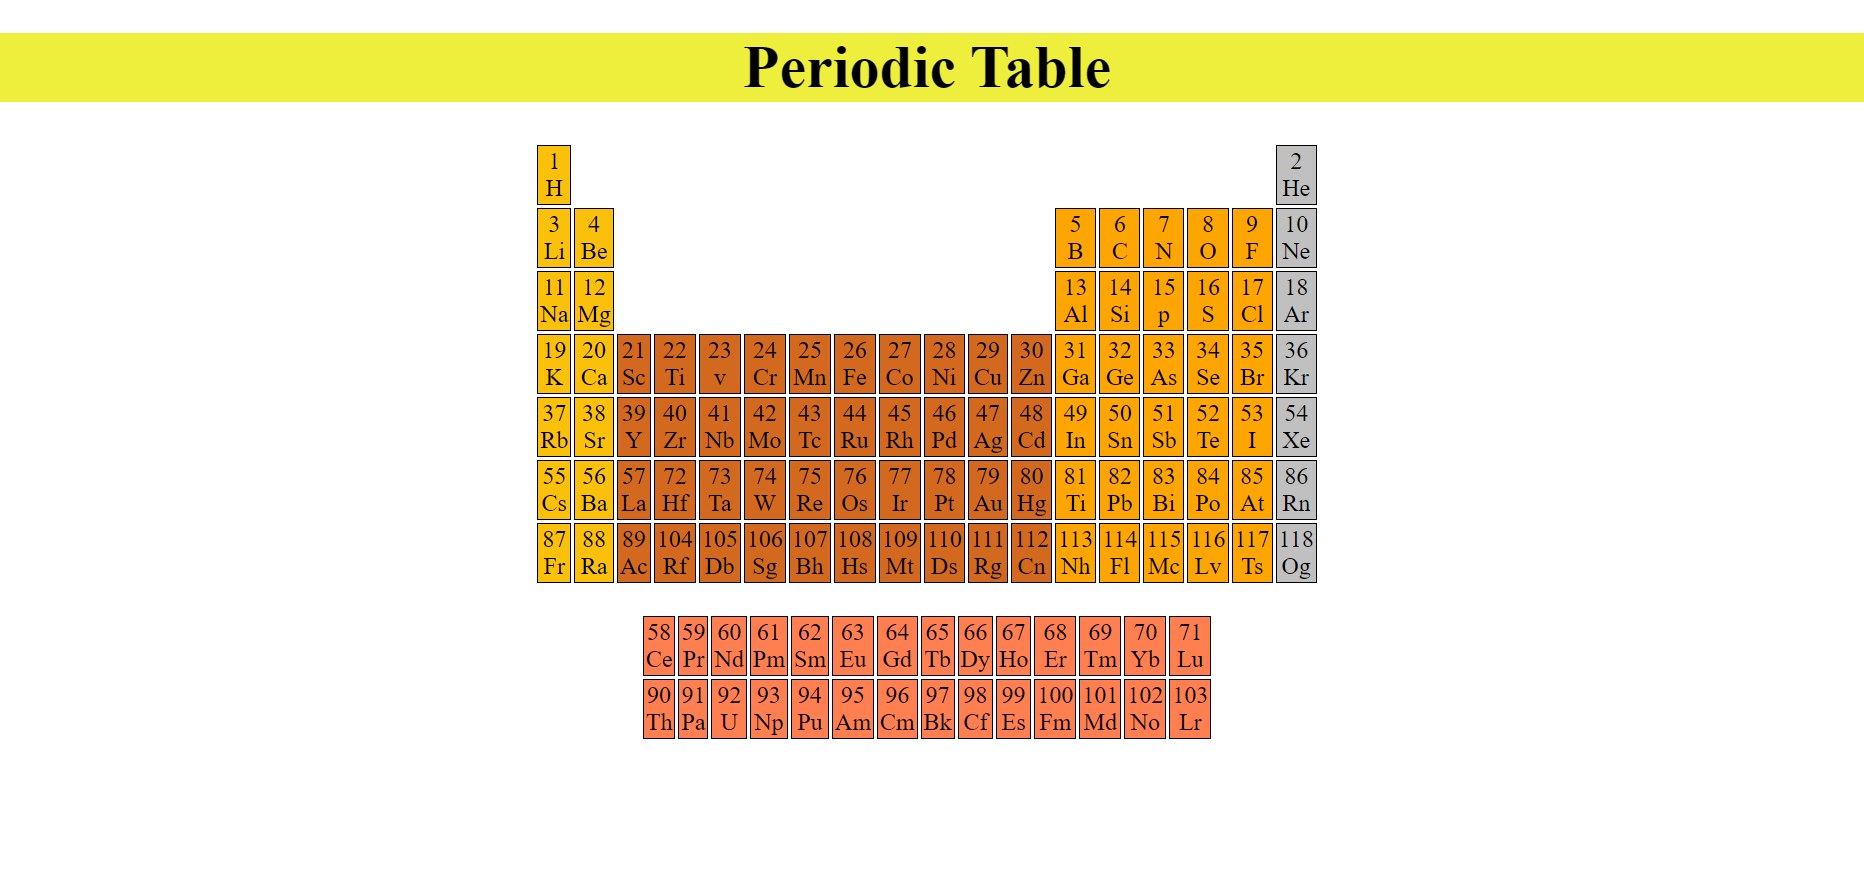 Periodic Table
1 2
H He
3 4 5 6 7 8 9 10
Li Be B C N O F Ne
11 12 13 14 15 16 17 18
Na Mg Al Si p S Cl Ar
19 20 21 22 23 24 25 26 27 28 29 30 31 32 33 34 35 36
K Ca Sc Ti v Cr Mn Fe Co Ni Cu Zn Ga Ge As Se Br Kr
37 38 39 40 41 42 43 44 45 46 47 48 49 50 51 52 53 54
Rb Sr Y Zr Nb Mo Tc Ru Rh Pd Ag Cd In Sn Sb Te I Xe
55 56 57 72 73 74 75 76 77 78 79 80 81 82 83 84 85 86
Cs Ba La Hf Ta W Re Os Ir Pt Au Hg Ti Pb Bi Po At Rn
87 88 89 104 105 106 107 108 109 110 111 112 113 114 115 116 117 118
Fr Ra Ac Rf Db Sg Bh Hs Mt Ds Rg Cn Nh Fl Mc Lv Ts Og
58 59 60 61 62 63 64 65 66 67 68 69 70 71
Ce Pr Nd Pm Sm Eu Gd Tb Dy Ho Er Tm Yb Lu
90 91 92 93 94 95 96 97 98 99 100 101 102 103
Th Pa U Np Pu Am Cm Bk Cf Es Fm Md No Lr